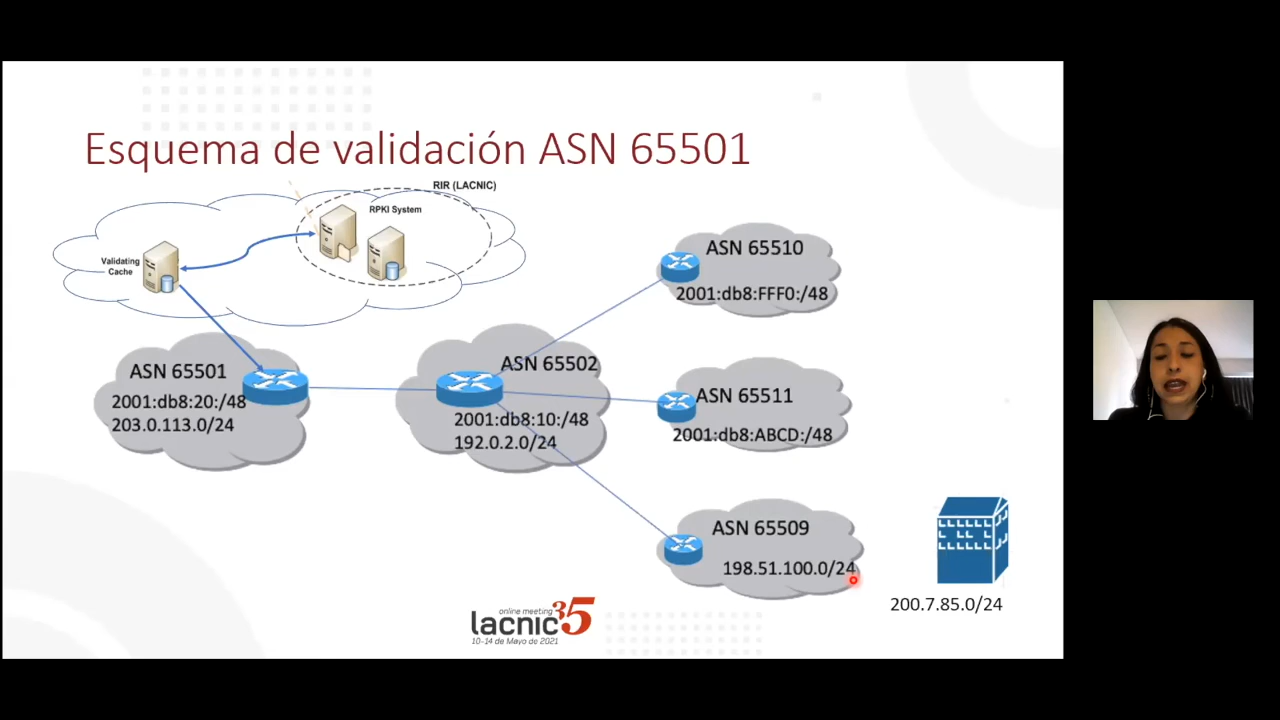 Esquema de validación ASN 65501
RIR (LACNIC)
RPKI System
Validating
Cache
ASN 65510
2001:db8:FFF0:/48
ASN 65501
2001:db8:20:/48
203.0.113.0/24
ASN 65502
2001:db8:10:/48
192.0.2.0/24
ASN 65511
2001:db8:ABCD:/48
ASN 65509
198.51.100.0/24
200.7.85.0/24
online meeting
lacnic35
10-14 de Mayo de 2021